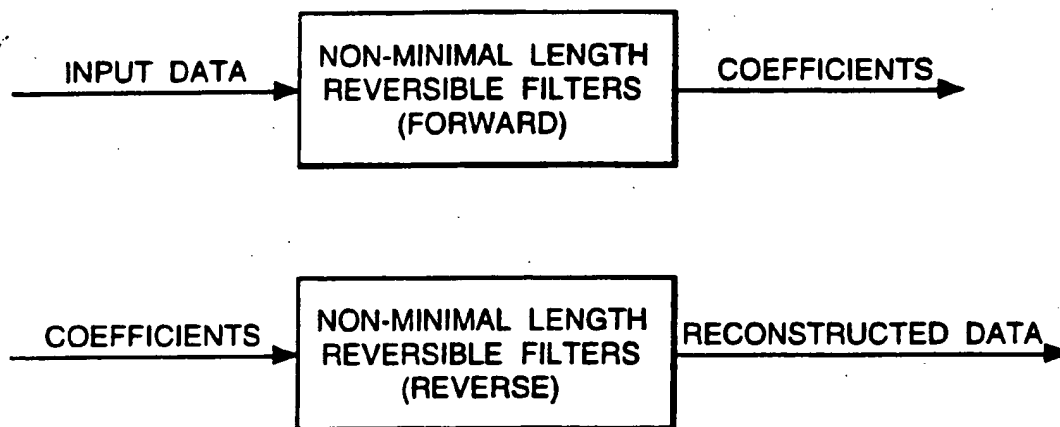 INPUT DATA
NON-MINIMAL LENGTH
REVERSIBLE FILTERS
(FORWARD)
COEFFICIENTS
COEFFICIENTS
NON-MINIMAL LENGTH
REVERSIBLE FILTERS
(REVERSE)
RECONSTRUCTED DATA